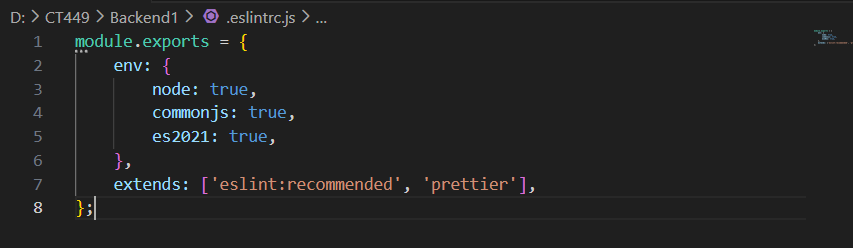 D: > CT449 > Backend1 > .eslintrc.js > ...
1 module.exports = {
2 env: {
3 node: true,
4 commonjs: true,
5 es2021: true,
6 },
7 extends: ['eslint:recommended', 'prettier'],
8 };